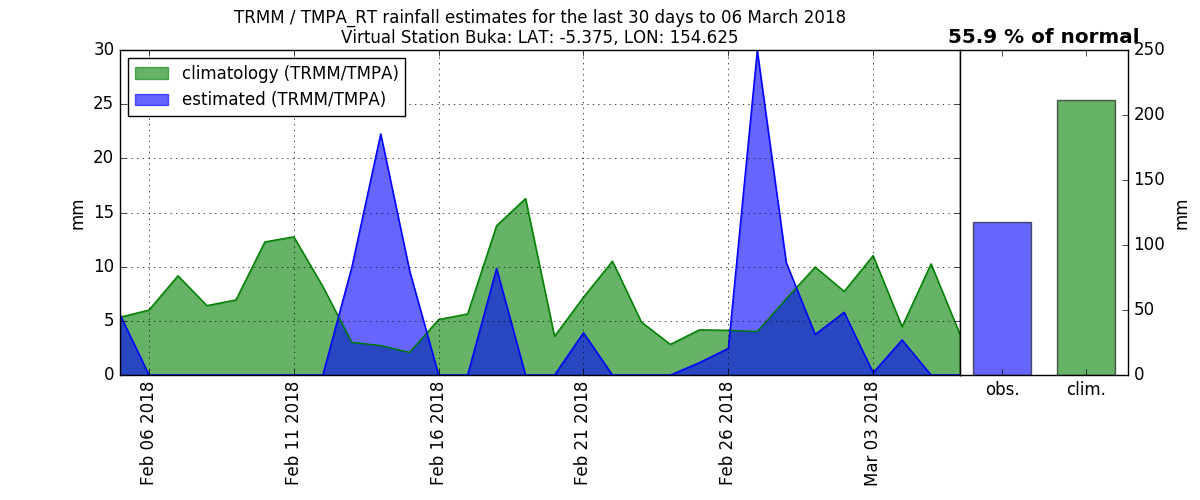 TRMM / TMPA_RT rainfall estimates for the last 30 days to 06 March 2018
Virtual Station Buka: LAT: -5.375, LON: 154.625
55.9 % of normal
climatology (TRMM/TMPA)
estimated (TRMM/TMPA)
30
25
20
15
10
5
0
mm
Feb 06 2018
Feb 11 2018
Feb 16 2018
Feb 21 2018
Feb 26 2018
Mar 03 2018
obs.
clim.
250
200
150
100
50
0
mm